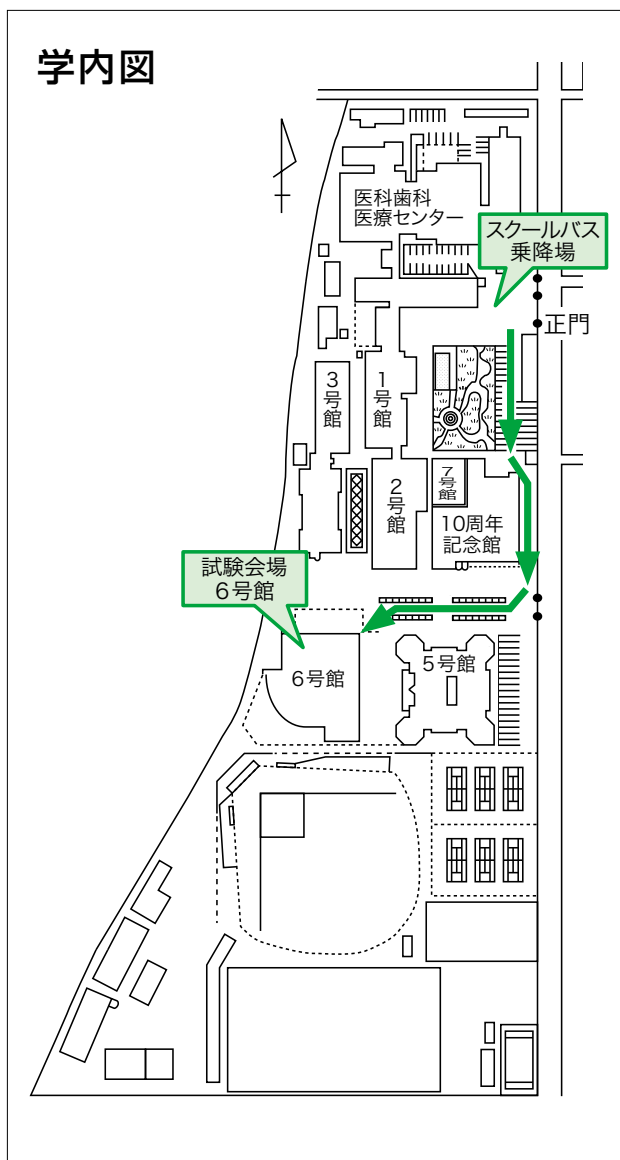 学内図
医科歯科
医療センター
スクールバス
乗降場
正門
3号館
1号館
2号館
7号館
10周年
記念館
試験会場
6号館
6号館
5号館